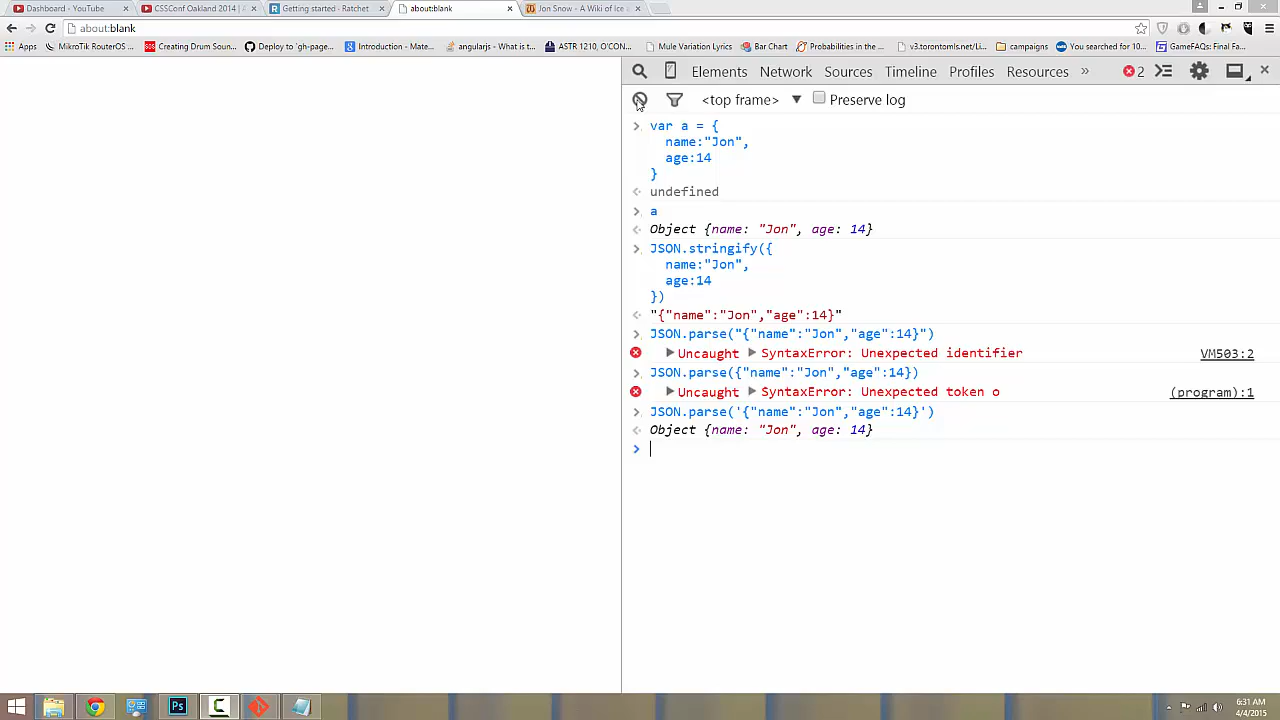 Dashboard - YouTube
CSSConf Oakland 2014 |
Getting started · Ratchet
about:blank
Jon Snow - A Wiki of Ice
about:blank
Apps
MikroTik RouterOS ...
Creating Drum Soun...
Deploy to `gh-page...
Introduction - Mate...
angularjs - What is t...
ASTR 1210, O'CON...
Mule Variation Lyrics
Bar Chart
Probabilities in the ...
v3.torontomls.net/Li...
campaigns
You searched for 10...
GameFAQs: Final Fa...
Elements Network Sources Timeline Profiles Resources » 2
<top frame> ▼ Preserve log
var a = {
name:"Jon",
age:14
}
undefined
a
Object {name: "Jon", age: 14}
JSON.stringify({
name:"Jon",
age:14
})
"{"name":"Jon","age":14}"
JSON.parse("{"name":"Jon","age":14}")
Uncaught SyntaxError: Unexpected identifier VM503:2
JSON.parse({"name":"Jon","age":14})
Uncaught SyntaxError: Unexpected token o (program):1
JSON.parse('{"name":"Jon","age":14}')
Object {name: "Jon", age: 14}
Ps
6:31 AM
4/4/2015